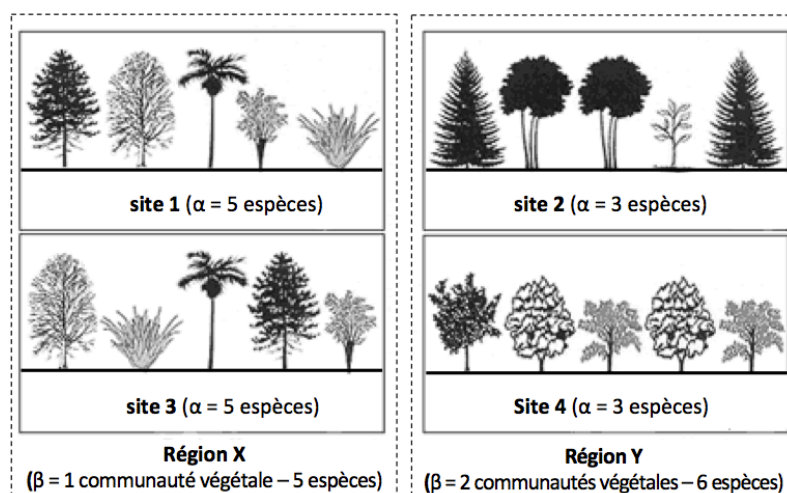 site 1 (α = 5 espèces)
site 3 (α = 5 espèces)
Région X
(β = 1 communauté végétale – 5 espèces)
site 2 (α = 3 espèces)
Site 4 (α = 3 espèces)
Région Y
(β = 2 communautés végétales – 6 espèces)